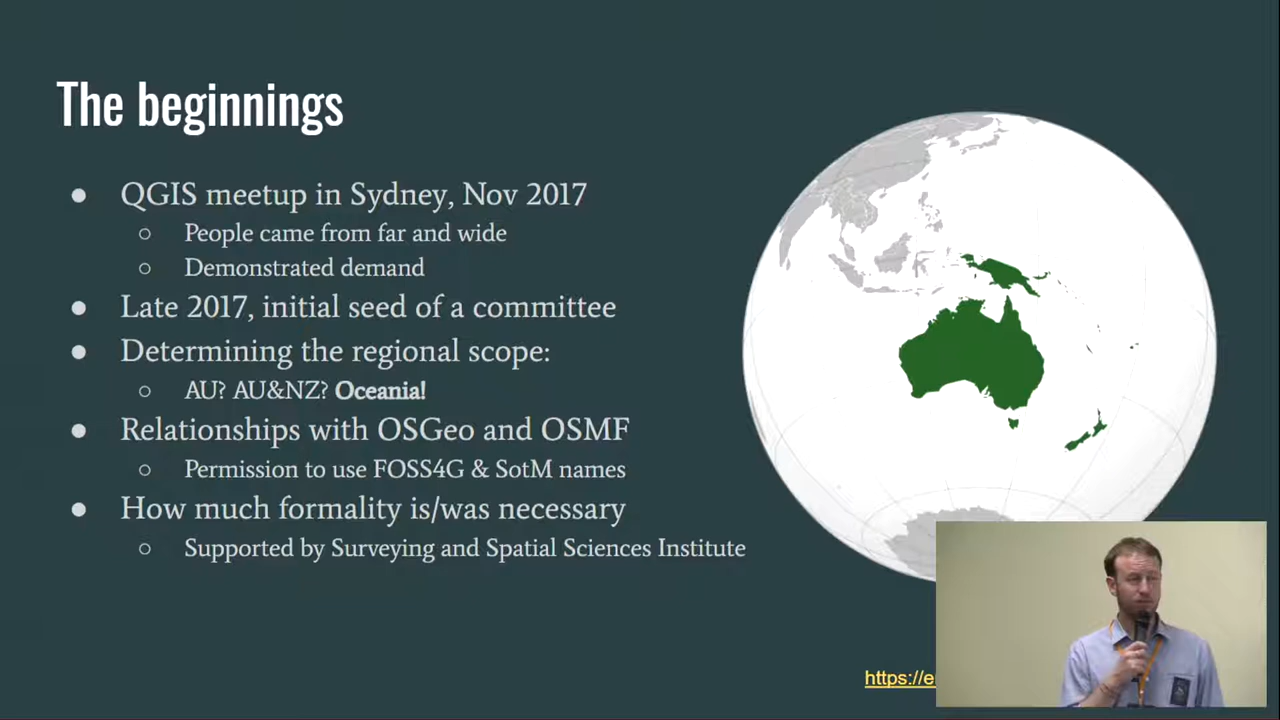 The beginnings
● QGIS meetup in Sydney, Nov 2017
○ People came from far and wide
○ Demonstrated demand
● Late 2017, initial seed of a committee
● Determining the regional scope:
○ AU? AU&NZ? Oceania!
● Relationships with OSGeo and OSMF
○ Permission to use FOSS4G & SotM names
● How much formality is/was necessary
○ Supported by Surveying and Spatial Sciences Institute
https://e